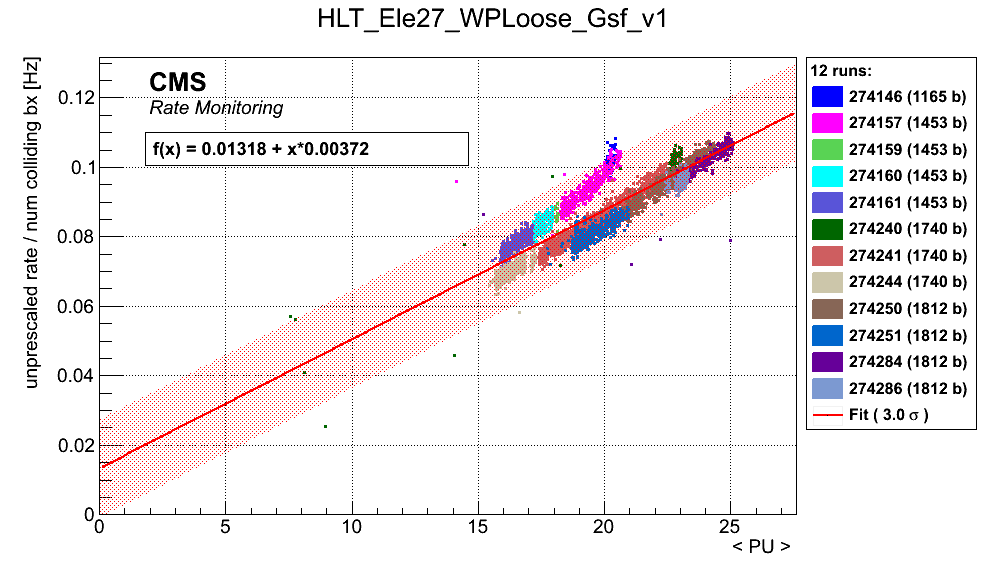 HLT_Ele27_WPLoose_Gsf_v1
unprescaled rate / num colliding bx [Hz]
CMS
Rate Monitoring
f(x) = 0.01318 + x*0.00372
0.12
0.1
0.08
0.06
0.04
0.02
0
0 5 10 15 20 25
< PU >
12 runs:
274146 (1165 b)
274157 (1453 b)
274159 (1453 b)
274160 (1453 b)
274161 (1453 b)
274240 (1740 b)
274241 (1740 b)
274244 (1740 b)
274250 (1812 b)
274251 (1812 b)
274284 (1812 b)
274286 (1812 b)
Fit ( 3.0 σ )